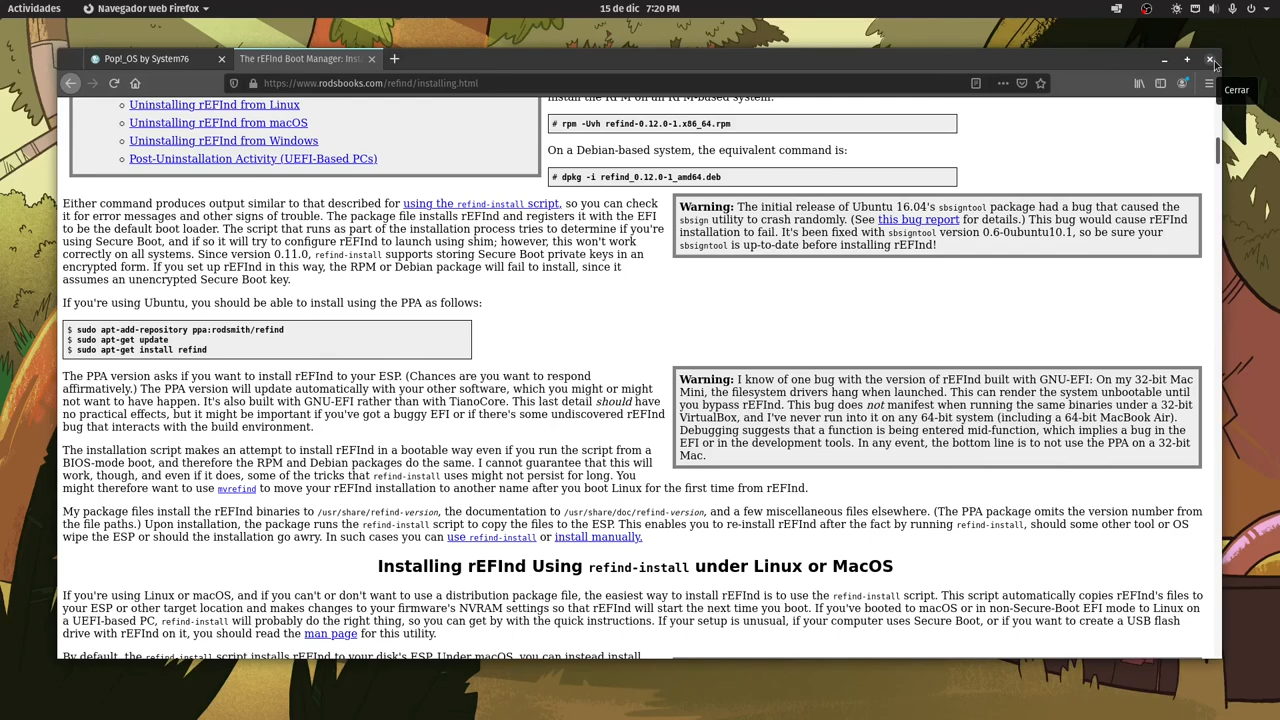 Actividades
Navegador web Firefox
15 de dic 7:20 PM
Pop!_OS by System76
The rEFInd Boot Manager: Inst
https://www.rodsbooks.com/refind/installing.html
Cerrar
Uninstalling rEFInd from Linux
Uninstalling rEFInd from macOS
Uninstalling rEFInd from Windows
Post-Uninstallation Activity (UEFI-Based PCs)
install the RPM on an RPM-based system:
# rpm -Uvh refind-0.12.0-1.x86_64.rpm
On a Debian-based system, the equivalent command is:
# dpkg -i refind_0.12.0-1_amd64.deb
Either command produces output similar to that described for using the refind-install script, so you can check
it for error messages and other signs of trouble. The package file installs rEFInd and registers it with the EFI
to be the default boot loader. The script that runs as part of the installation process tries to determine if you're
using Secure Boot, and if so it will try to configure rEFInd to launch using shim; however, this won't work
correctly on all systems. Since version 0.11.0, refind-install supports storing Secure Boot private keys in an
encrypted form. If you set up rEFInd in this way, the RPM or Debian package will fail to install, since it
assumes an unencrypted Secure Boot key.
Warning: The initial release of Ubuntu 16.04's sbsigntool package had a bug that caused the
sbsign utility to crash randomly. (See this bug report for details.) This bug would cause rEFInd
installation to fail. It's been fixed with sbsigntool version 0.6-0ubuntu10.1, so be sure your
sbsigntool is up-to-date before installing rEFInd!
If you're using Ubuntu, you should be able to install using the PPA as follows:
$ sudo apt-add-repository ppa:rodsmith/refind
$ sudo apt-get update
$ sudo apt-get install refind
The PPA version asks if you want to install rEFInd to your ESP. (Chances are you want to respond
affirmatively.) The PPA version will update automatically with your other software, which you might or might
not want to have happen. It's also built with GNU-EFI rather than with TianoCore. This last detail should have
no practical effects, but it might be important if you've got a buggy EFI or if there's some undiscovered rEFInd
bug that interacts with the build environment.
Warning: I know of one bug with the version of rEFInd built with GNU-EFI: On my 32-bit Mac
Mini, the filesystem drivers hang when launched. This can render the system unbootable until
you bypass rEFInd. This bug does not manifest when running the same binaries under a 32-bit
VirtualBox, and I've never run into it on any 64-bit system (including a 64-bit MacBook Air).
Debugging suggests that a function is being entered mid-function, which implies a bug in the
EFI or in the development tools. In any event, the bottom line is to not use the PPA on a 32-bit
Mac.
The installation script makes an attempt to install rEFInd in a bootable way even if you run the script from a
BIOS-mode boot, and therefore the RPM and Debian packages do the same. I cannot guarantee that this will
work, though, and even if it does, some of the tricks that refind-install uses might not persist for long. You
might therefore want to use mvrefind to move your rEFInd installation to another name after you boot Linux for the first time from rEFInd.
My package files install the rEFInd binaries to /usr/share/refind-version, the documentation to /usr/share/doc/refind-version, and a few miscellaneous files elsewhere. (The PPA package omits the version number from
the file paths.) Upon installation, the package runs the refind-install script to copy the files to the ESP. This enables you to re-install rEFInd after the fact by running refind-install, should some other tool or OS
wipe the ESP or should the installation go awry. In such cases you can use refind-install or install manually.
Installing rEFInd Using refind-install under Linux or MacOS
If you're using Linux or macOS, and if you can't or don't want to use a distribution package file, the easiest way to install rEFInd is to use the refind-install script. This script automatically copies rEFInd's files to
your ESP or other target location and makes changes to your firmware's NVRAM settings so that rEFInd will start the next time you boot. If you've booted to macOS or in non-Secure-Boot EFI mode to Linux on
a UEFI-based PC, refind-install will probably do the right thing, so you can get by with the quick instructions. If your setup is unusual, if your computer uses Secure Boot, or if you want to create a USB flash
drive with rEFInd on it, you should read the man page for this utility.
By default, the refind-install script installs rEFInd to your disk's ESP. Under macOS, you can instead install